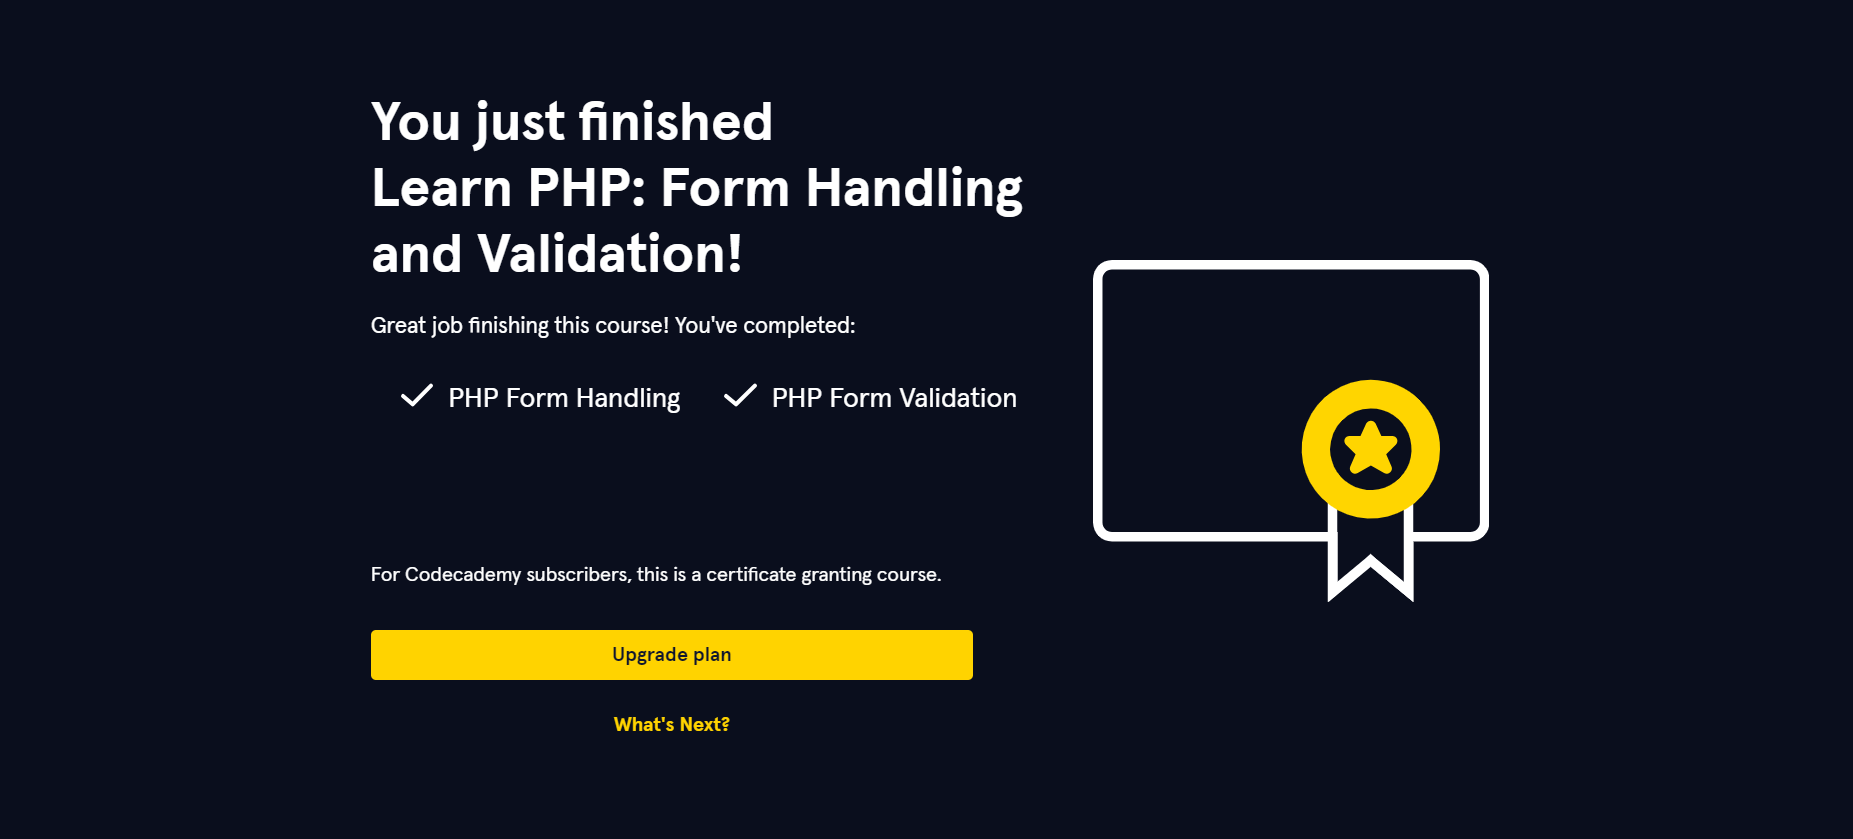 You just finished
Learn PHP: Form Handling
and Validation!
Great job finishing this course! You've completed:
PHP Form Handling PHP Form Validation
For Codecademy subscribers, this is a certificate granting course.
Upgrade plan
What's Next?